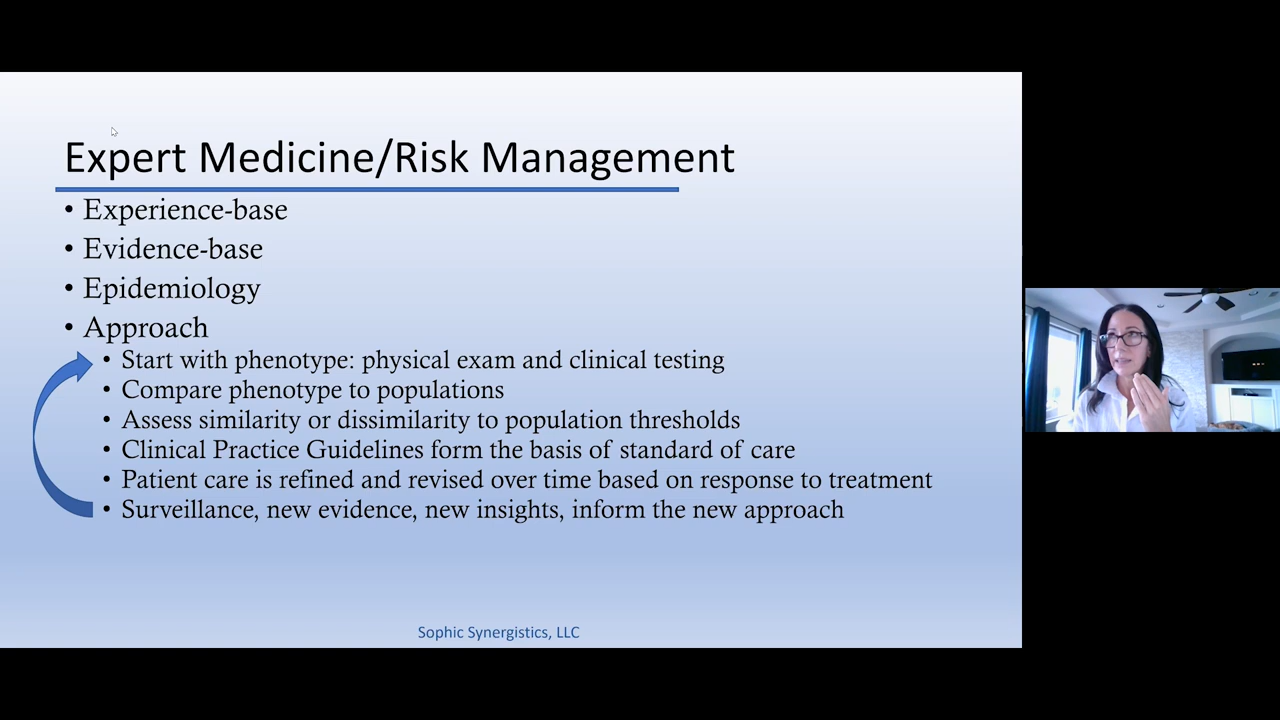 Expert Medicine/Risk Management
• Experience-base
• Evidence-base
• Epidemiology
• Approach
• Start with phenotype: physical exam and clinical testing
• Compare phenotype to populations
• Assess similarity or dissimilarity to population thresholds
• Clinical Practice Guidelines form the basis of standard of care
• Patient care is refined and revised over time based on response to treatment
• Surveillance, new evidence, new insights, inform the new approach
Sophic Synergistics, LLC